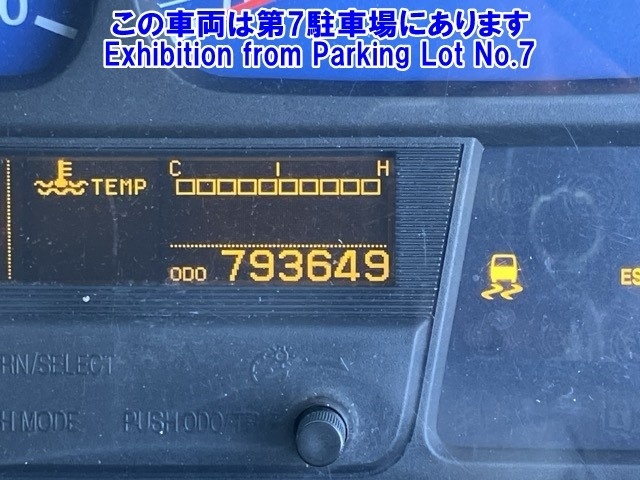 この車両は第7駐車場にあります
Exhibition from Parking Lot No.7
0
C H
TEMP
ODO 793649
ES
RN/SELECT
H MODE PUSH ODO-TR